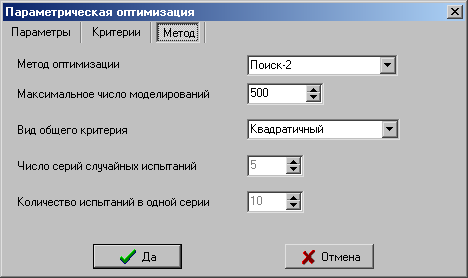 Параметрическая оптимизация
Параметры Критерии Метод
Метод оптимизации Поиск-2
Максимальное число моделирований 500
Вид общего критерия Квадратичный
Число серий случайных испытаний 5
Количество испытаний в одной серии 10
Да Отмена